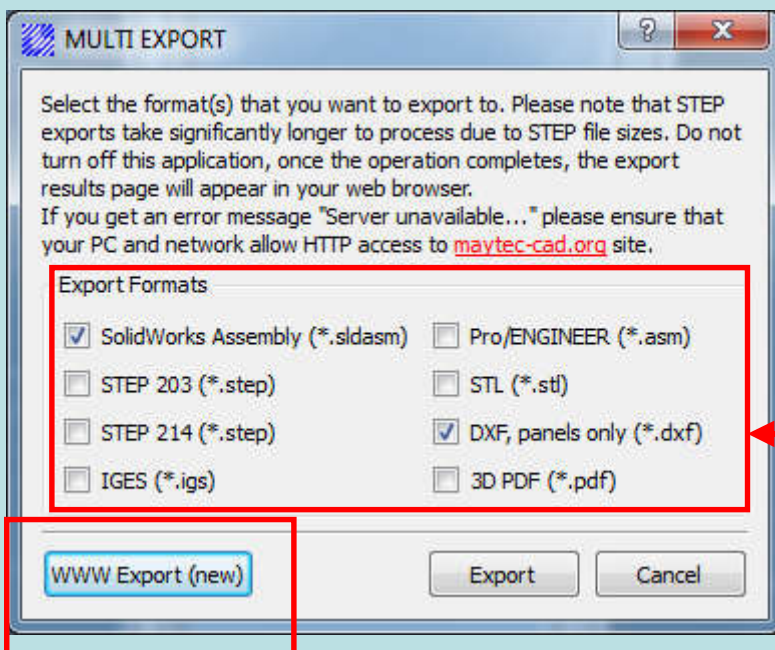 MULTI EXPORT
Select the format(s) that you want to export to. Please note that STEP
exports take significantly longer to process due to STEP file sizes. Do not
turn off this application, once the operation completes, the export
results page will appear in your web browser.
If you get an error message "Server unavailable..." please ensure that
your PC and network allow HTTP access to maytec-cad.org site.
Export Formats
SolidWorks Assembly (*.sldasm)
Pro/ENGINEER (*.asm)
STEP 203 (*.step)
STL (*.stl)
STEP 214 (*.step)
DXF, panels only (*.dxf)
IGES (*.igs)
3D PDF (*.pdf)
WWW Export (new)
Export
Cancel